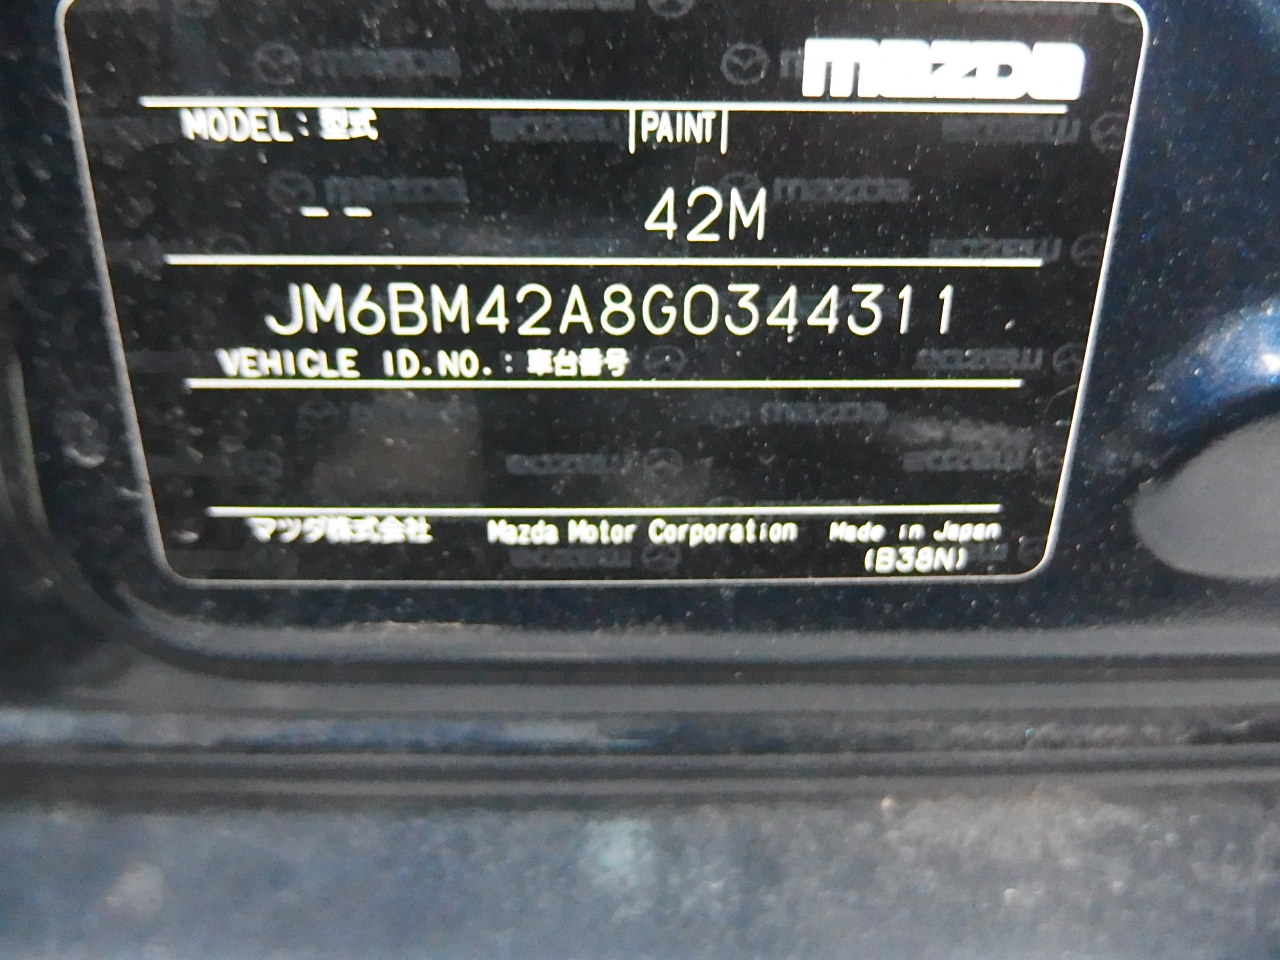 mazda
MODEL: 型式 PAINT
-- 42M
JM6BM42A8G0344311
VEHICLE ID.NO.: 車台番号
マツダ株式会社 Mazda Motor Corporation Made in Japan
(B38N)